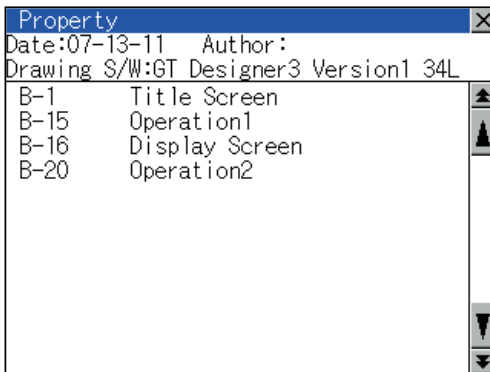 Property
Date:07-13-11 Author:
Drawing S/W:GT Designer3 Version1 34L
B-1 Title Screen
B-15 Operation1
B-16 Display Screen
B-20 Operation2